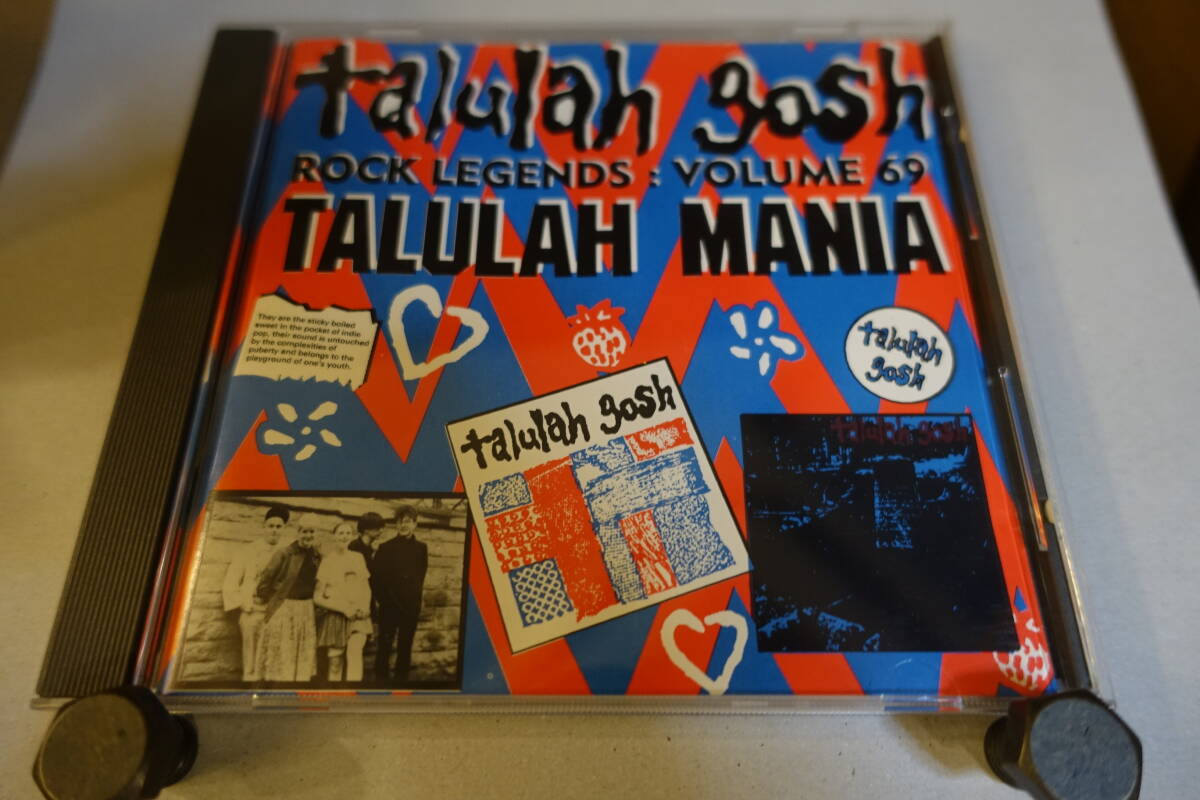 talulah gosh
ROCK LEGENDS : VOLUME 69
TALULAH MANIA
They are the sticky boiled
sweet in the pocket of indie
pop, their sound is untouched
by the complexities of
puberty and belongs to the
playground of one's youth.
talulah
gosh
talulah gosh
talulah gosh